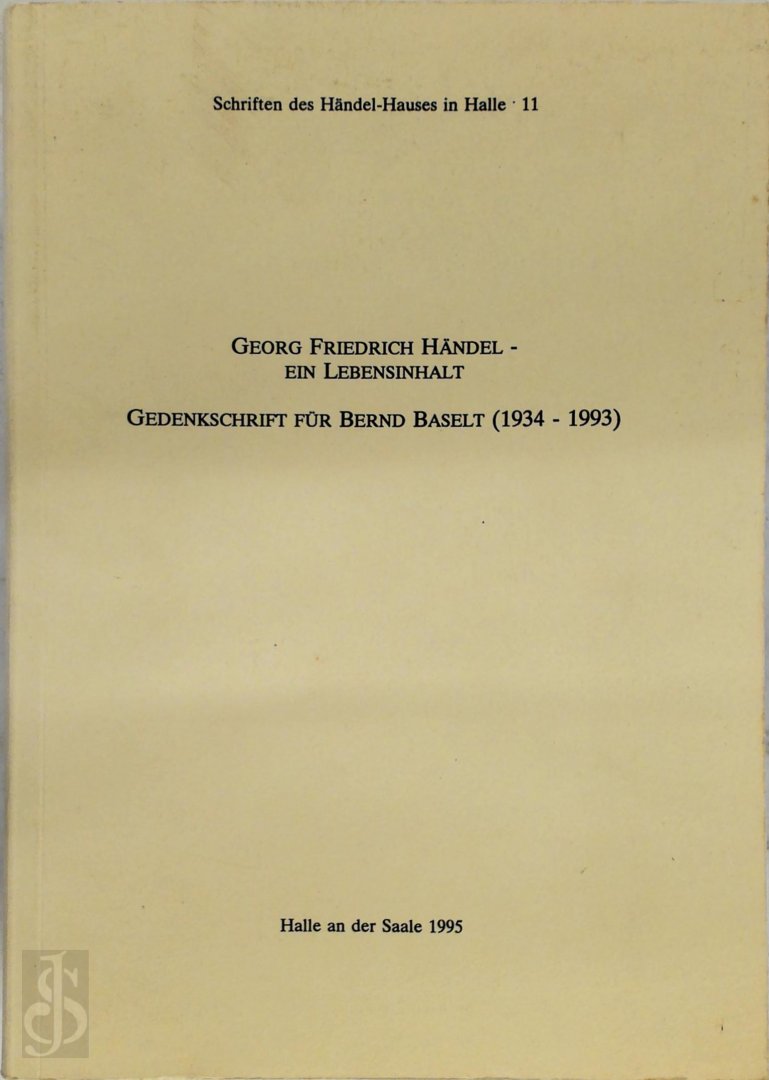 Schriften des Händel-Hauses in Halle · 11
GEORG FRIEDRICH HÄNDEL -
EIN LEBENSINHALT
GEDENKSCHRIFT FÜR BERND BASELT (1934 - 1993)
Halle an der Saale 1995